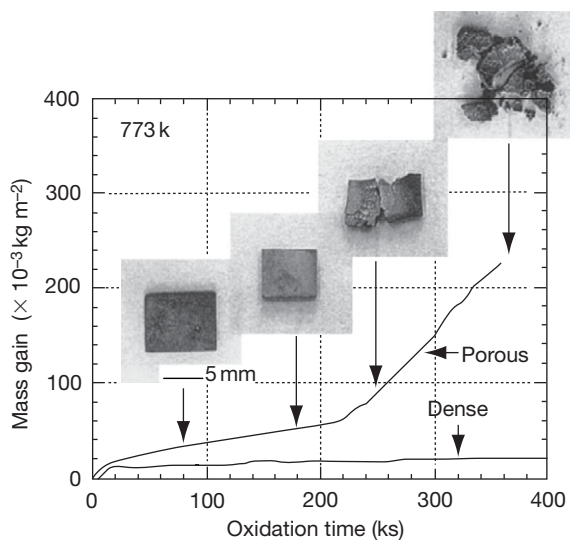 400
773 k
300
200
100
0
Mass gain (× 10⁻³ kg m⁻²)
5 mm
Porous
Dense
0
100
200
300
400
Oxidation time (ks)